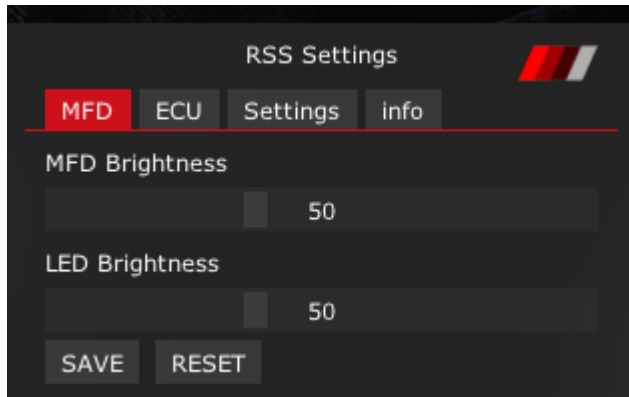 RSS Settings
MFD ECU Settings info
MFD Brightness
50
LED Brightness
50
SAVE RESET